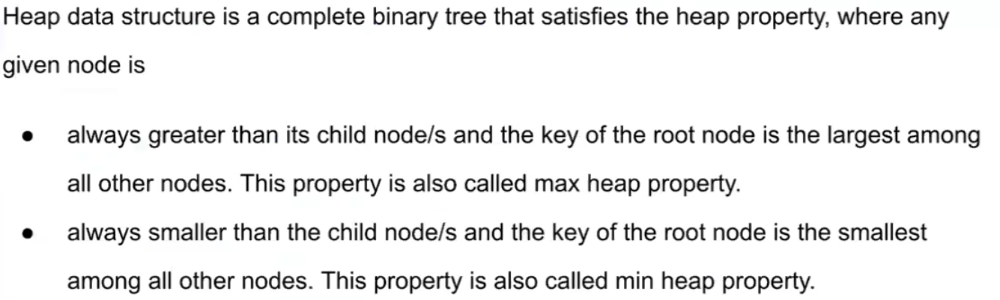 Heap data structure is a complete binary tree that satisfies the heap property, where any
given node is
● always greater than its child node/s and the key of the root node is the largest among
all other nodes. This property is also called max heap property.
● always smaller than the child node/s and the key of the root node is the smallest
among all other nodes. This property is also called min heap property.